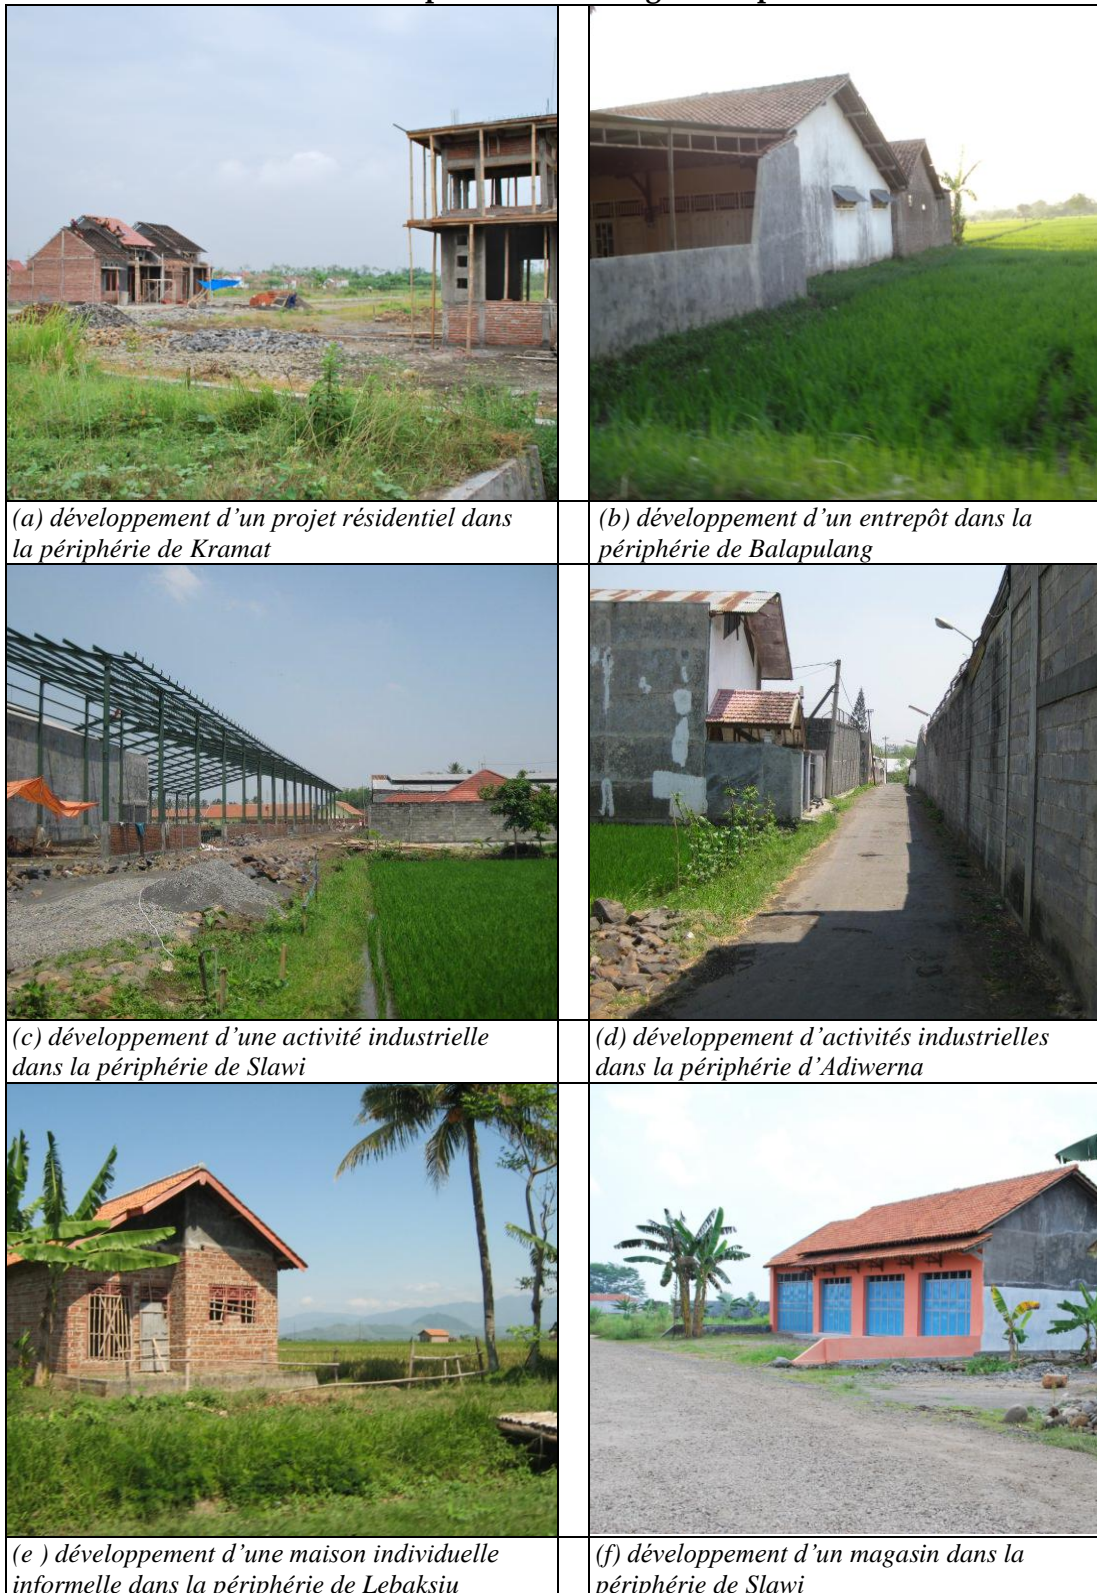 (a) développement d'un projet résidentiel dans
la périphérie de Kramat
(b) développement d'un entrepôt dans la
périphérie de Balapulang
(c) développement d'une activité industrielle
dans la périphérie de Slawi
(d) développement d'activités industrielles
dans la périphérie d'Adiwerna
(e ) développement d'une maison individuelle
informelle dans la périphérie de Lebaksiu
(f) développement d'un magasin dans la
périphérie de Slawi